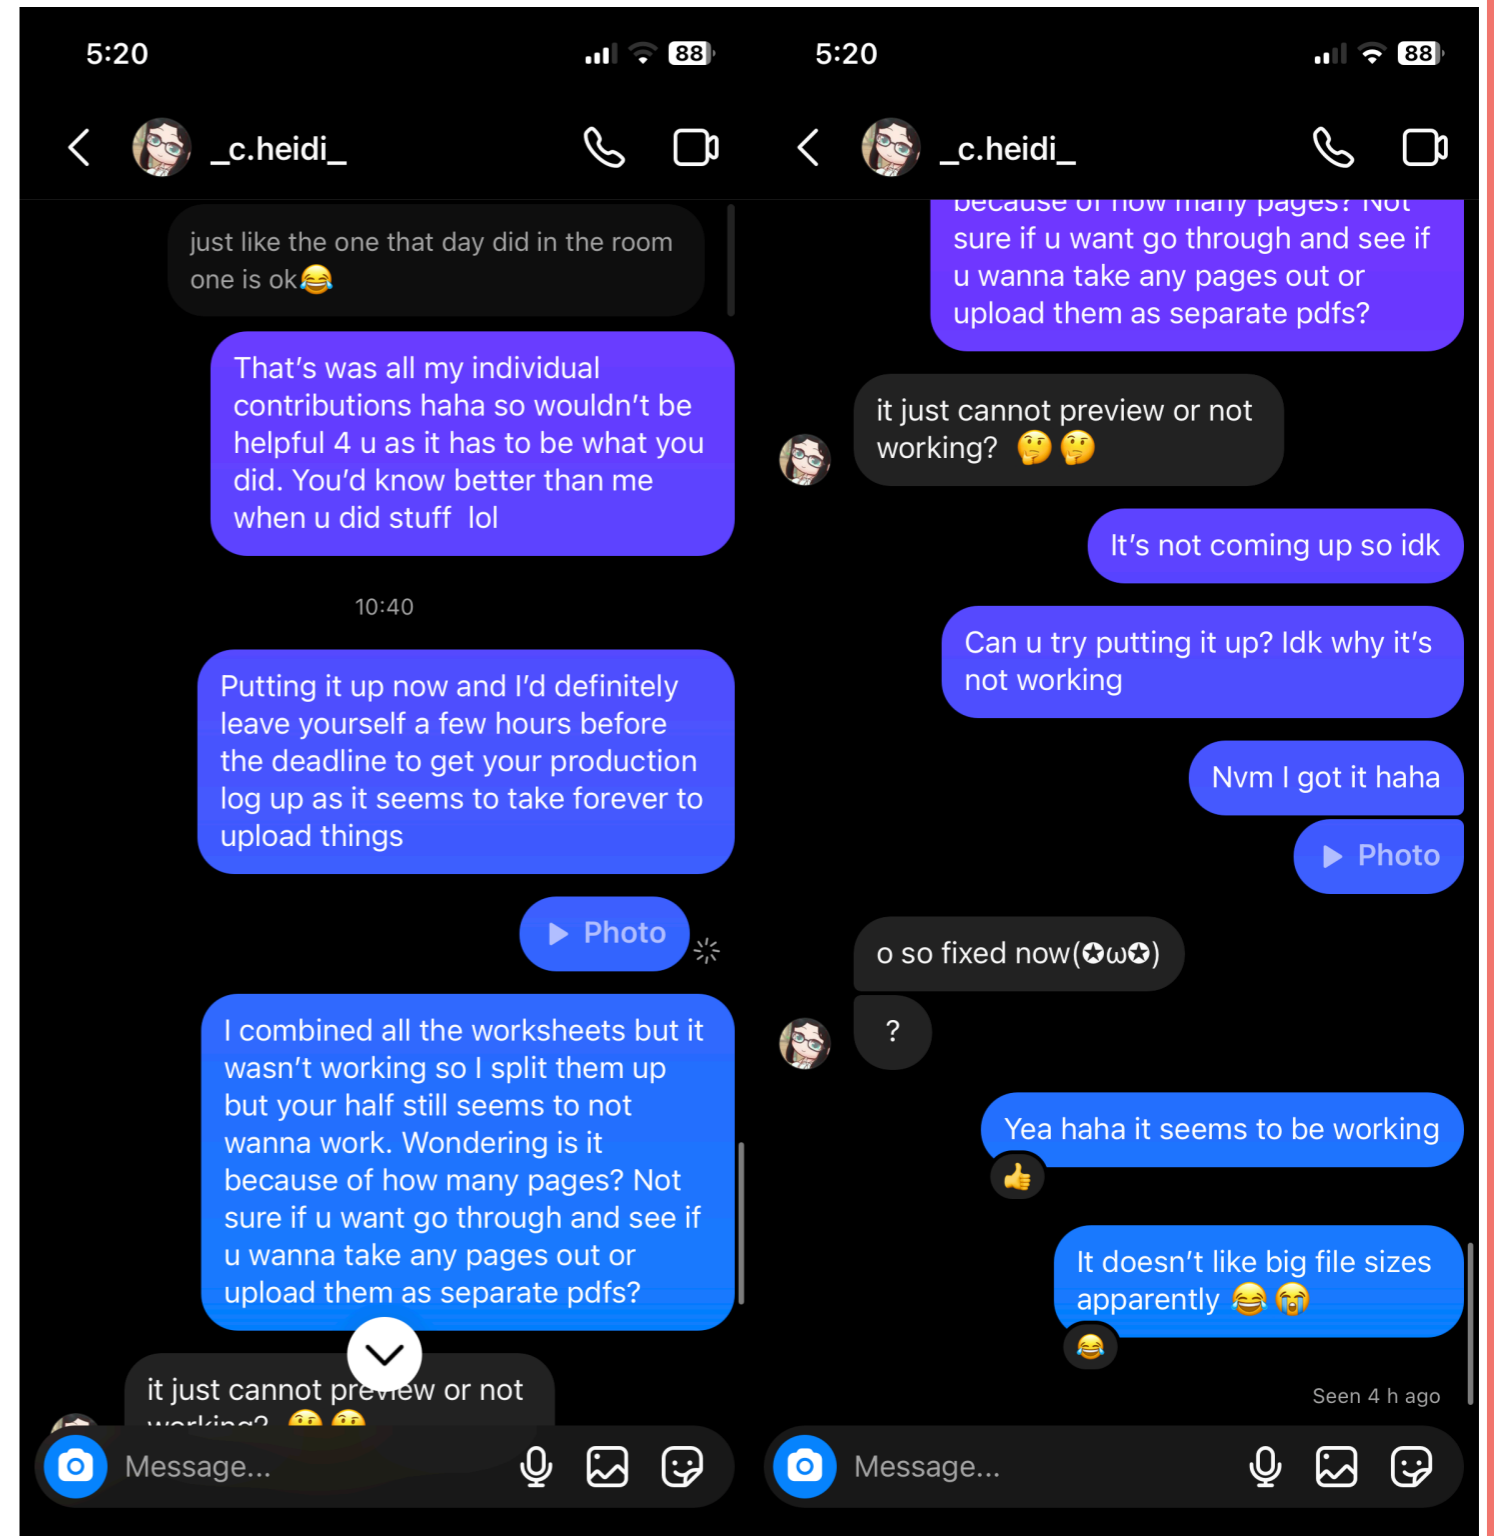 5:20
88
_c.heidi_
just like the one that day did in the room
one is ok😂
That's was all my individual
contributions haha so wouldn't be
helpful 4 u as it has to be what you
did. You'd know better than me
when u did stuff  lol
10:40
Putting it up now and I'd definitely
leave yourself a few hours before
the deadline to get your production
log up as it seems to take forever to
upload things
Photo
I combined all the worksheets but it
wasn't working so I split them up
but your half still seems to not
wanna work. Wondering is it
because of how many pages? Not
sure if u want go through and see if
u wanna take any pages out or
upload them as separate pdfs?
it just cannot preview or not
working? 🤔🤔
Message...
5:20
88
_c.heidi_
because of how many pages? Not
sure if u want go through and see if
u wanna take any pages out or
upload them as separate pdfs?
it just cannot preview or not
working? 🤔🤔
It's not coming up so idk
Can u try putting it up? Idk why it's
not working
Nvm I got it haha
Photo
o so fixed now(✪ω✪)
?
Yea haha it seems to be working
👍
It doesn't like big file sizes
apparently 😂😭
😂
Seen 4 h ago
Message...